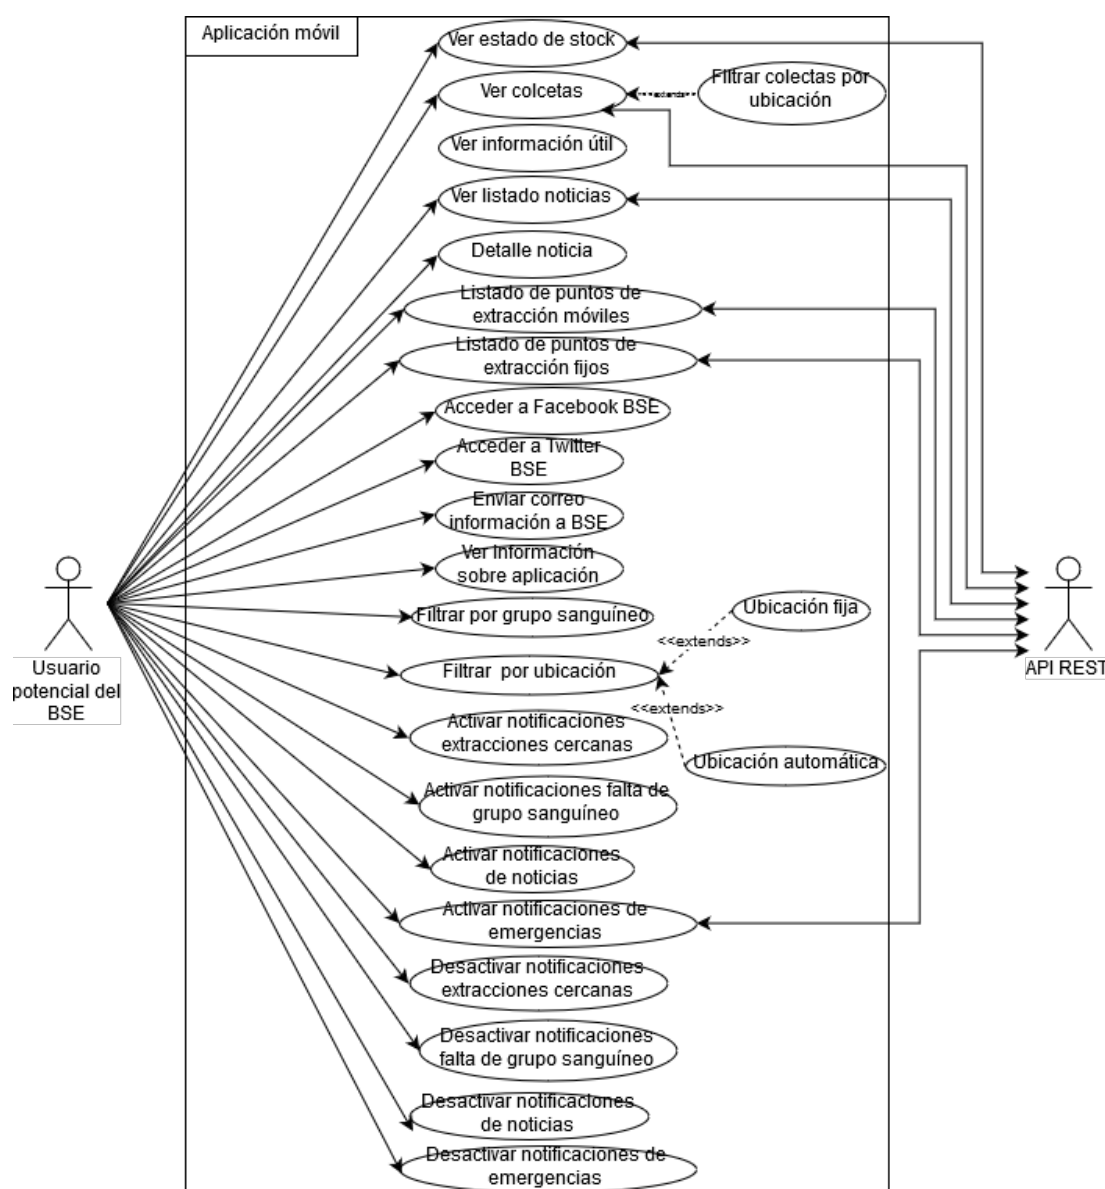 Aplicación móvil
Ver estado de stock
Filtrar colectas por
ubicación
<<extends>>
Ver colcetas
Ver información útil
Ver listado noticias
Detalle noticia
Listado de puntos de
extracción móviles
Listado de puntos de
extracción fijos
Acceder a Facebook BSE
Acceder a Twitter
BSE
Enviar correo
información a BSE
Ver información
sobre aplicación
Filtrar por grupo sanguíneo
Ubicación fija
<<extends>>
Filtrar por ubicación
<<extends>>
Ubicación automática
Usuario
potencial del
BSE
API REST
Activar notificaciones
extracciones cercanas
Activar notificaciones falta de
grupo sanguíneo
Activar notificaciones
de noticias
Activar notificaciones de
emergencias
Desactivar notificaciones
extracciones cercanas
Desactivar notificaciones
falta de grupo sanguíneo
Desactivar notificaciones
de noticias
Desactivar notificaciones de
emergencias